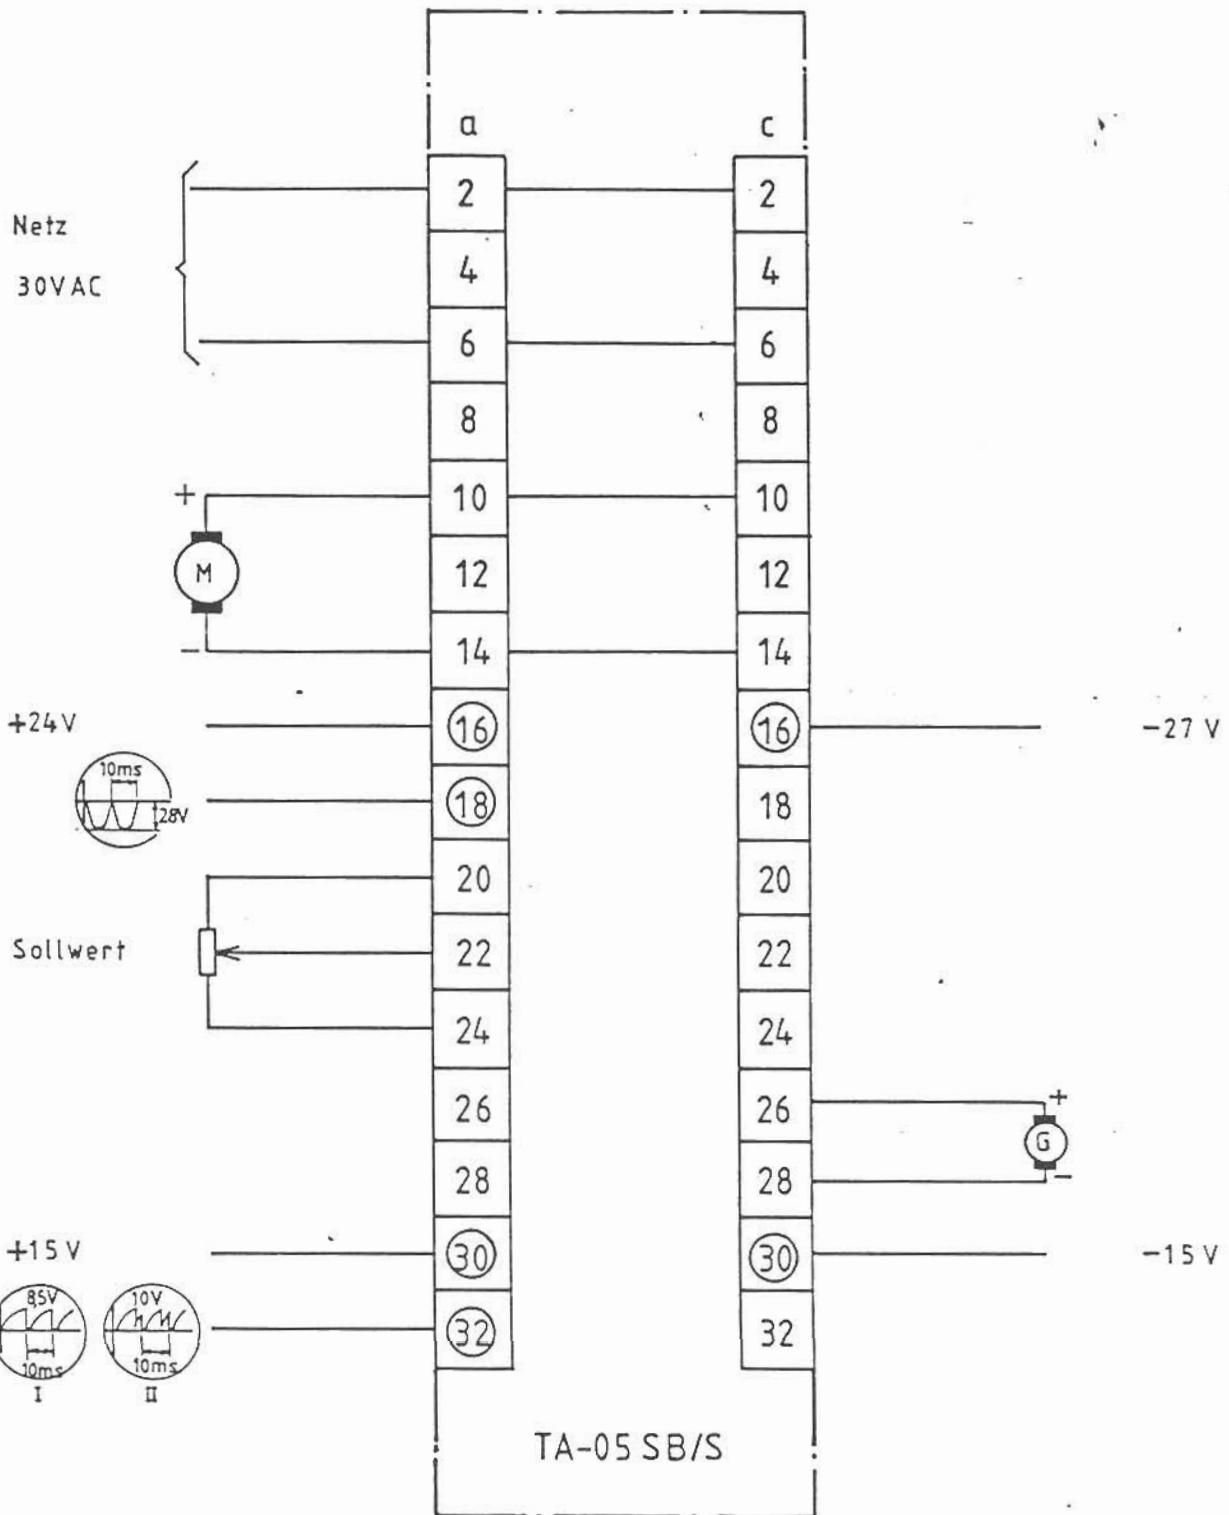 a c
2 2
Netz
4 4
30VAC
6 6
8 8
+ 10 10
M 12 12
- 14 14
+24V 16 16 -27 V
10ms
28V 18 18
20 20
Sollwert 22 22
24 24
26 26 +
G
28 28 -
+15 V 30 30 -15 V
8,5V 10V
32 32
10ms 10ms
I II
TA-05 SB/S